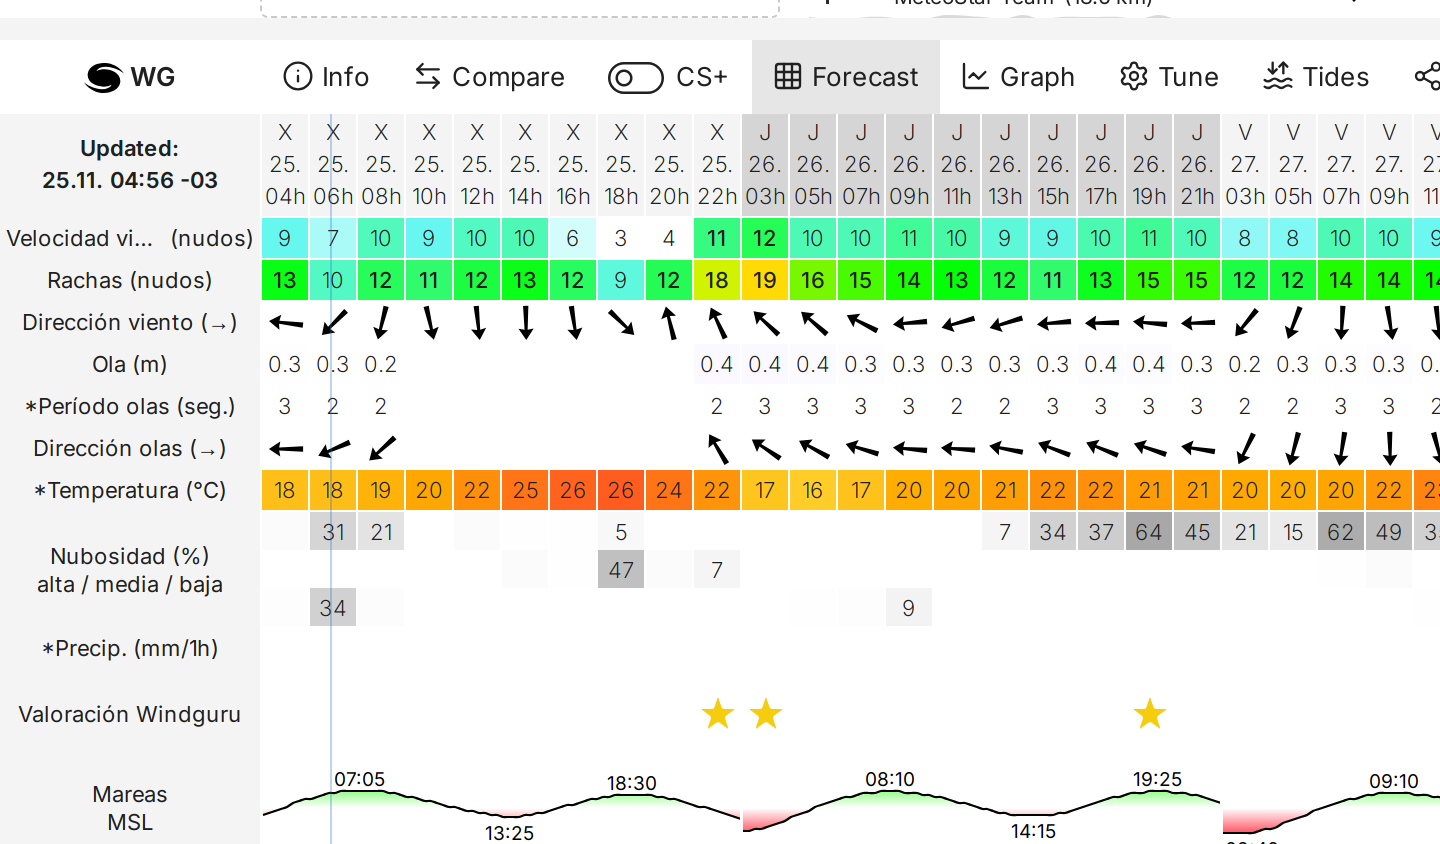 WG Info Compare CS+ Forecast Graph Tune Tides
Updated:
25.11. 04:56 -03
X X X X X X X X X X J J J J J J J J J J V V V V V
25. 25. 25. 25. 25. 25. 25. 25. 25. 25. 26. 26. 26. 26. 26. 26. 26. 26. 26. 26. 27. 27. 27. 27.
04h 06h 08h 10h 12h 14h 16h 18h 20h 22h 03h 05h 07h 09h 11h 13h 15h 17h 19h 21h 03h 05h 07h 09h
Velocidad vi... (nudos) 9 7 10 9 10 10 6 3 4 11 12 10 10 11 10 9 9 10 11 10 8 8 10 10 9
Rachas (nudos) 13 10 12 11 12 13 12 9 12 18 19 16 15 14 13 12 11 13 15 15 12 12 14 14 14
Dirección viento (→)
Ola (m) 0.3 0.3 0.2 0.4 0.4 0.4 0.3 0.3 0.3 0.3 0.3 0.4 0.4 0.3 0.2 0.3 0.3 0.3
*Período olas (seg.) 3 2 2 2 3 3 3 3 2 2 3 3 3 3 2 2 3 3 2
Dirección olas (→)
*Temperatura (°C) 18 18 19 20 22 25 26 26 24 22 17 16 17 20 20 21 22 22 21 21 20 20 20 22
31 21 5 7 34 37 64 45 21 15 62 49
Nubosidad (%)
47 7
alta / media / baja
34 9
*Precip. (mm/1h)
Valoración Windguru
07:05 18:30 08:10 19:25 09:10
Mareas
MSL
13:25 14:15